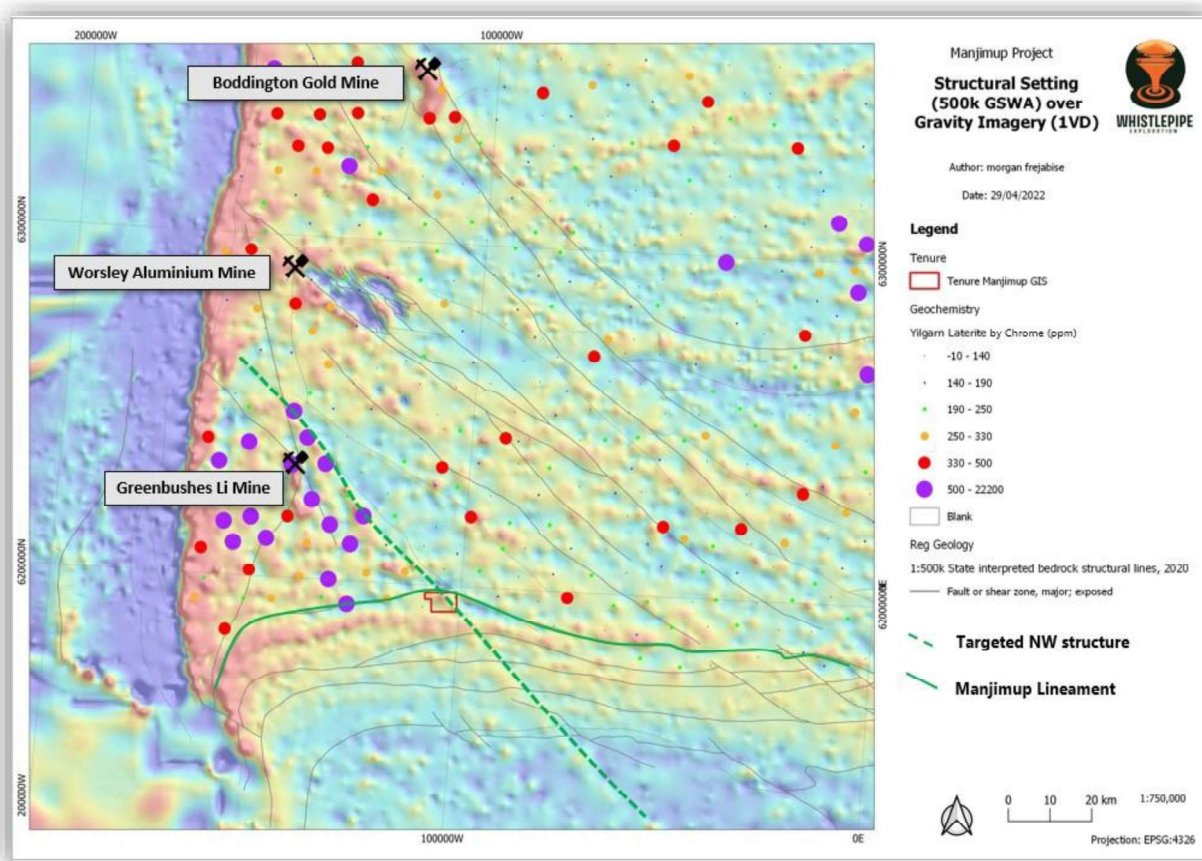 200000W
100000W
Boddington Gold Mine
6300000N
6300000N
Worsley Aluminium Mine
Greenbushes Li Mine
6200000N
6200000N
200000W
100000W
0E
Manjimup Project
Structural Setting
(500k GSWA) over
Gravity Imagery (1VD)
WHISTLEPIPE
EXPLORATION
Author: morgan frejabise
Date: 29/04/2022
Legend
Tenure
Tenure Manjimup GIS
Geochemistry
Yilgarn Laterite by Chrome (ppm)
-10 - 140
140 - 190
190 - 250
250 - 330
330 - 500
500 - 22200
Blank
Reg Geology
1:500k State interpreted bedrock structural lines, 2020
Fault or shear zone, major; exposed
Targeted NW structure
Manjimup Lineament
0 10 20 km
1:750,000
Projection: EPSG:4326